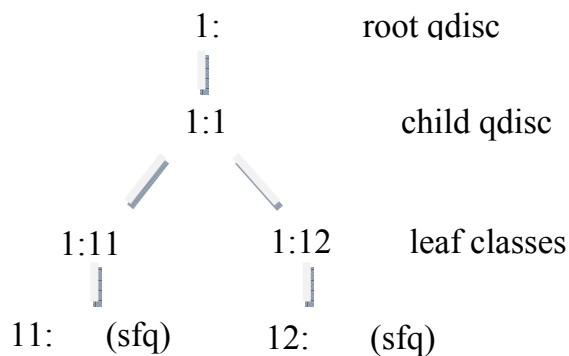 1: root qdisc
1:1 child qdisc
1:11 1:12 leaf classes
11: (sfq) 12: (sfq)